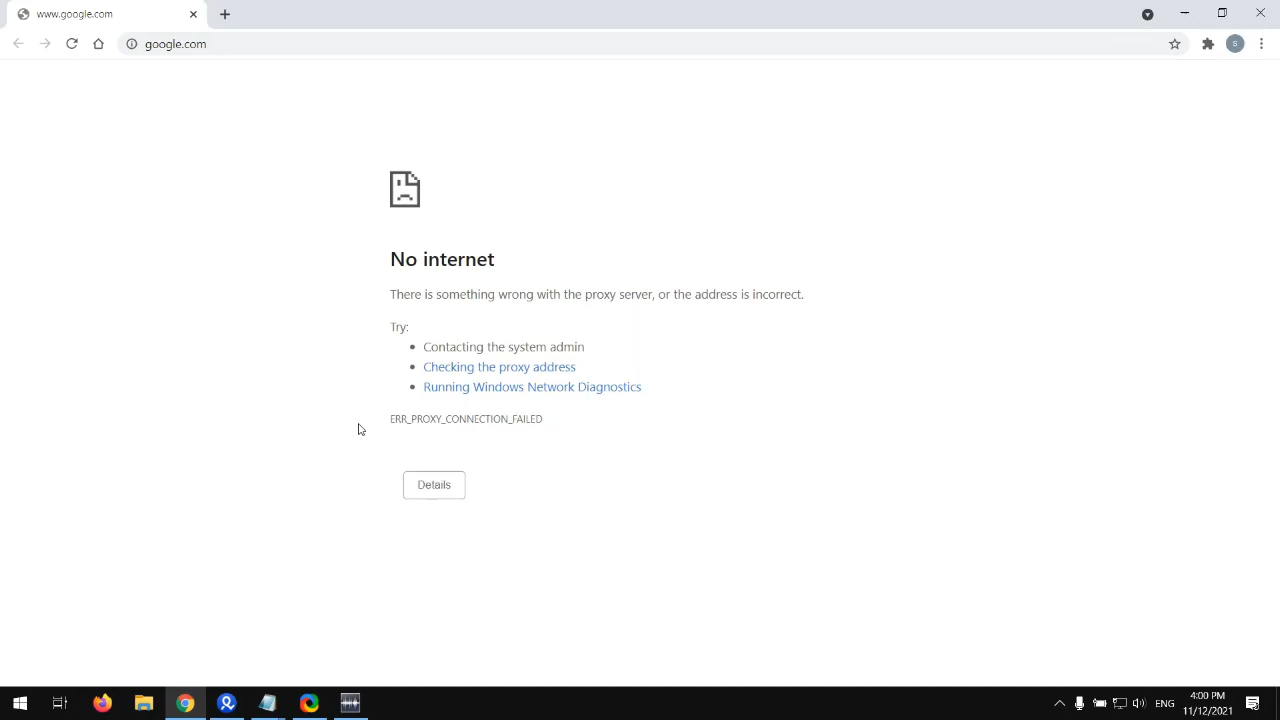 www.google.com
google.com
S
No internet
There is something wrong with the proxy server, or the address is incorrect.
Try:
Contacting the system admin
Checking the proxy address
Running Windows Network Diagnostics
ERR_PROXY_CONNECTION_FAILED
Details
ENG
4:00 PM
11/12/2021